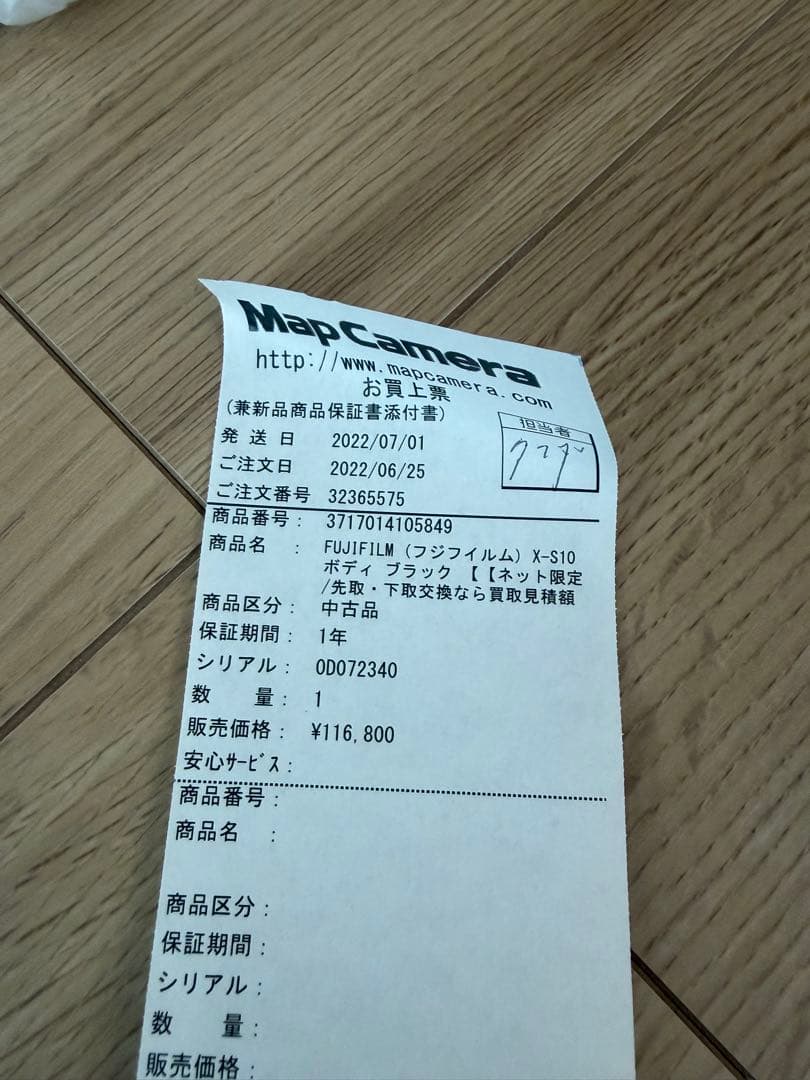 MapCamera
http://www.mapcamera.com
お買上票
(兼新品商品保証書添付書)
担当者
発送日 2022/07/01
ご注文日 2022/06/25
ご注文番号 32365575
商品番号: 3717014105849
商品名 : FUJIFILM (フジフイルム) X-S10
ボディ ブラック 【【ネット限定
/先取・下取交換なら買取見積額
商品区分: 中古品
保証期間: 1年
シリアル: 0D072340
数 量: 1
販売価格: ¥116,800
安心ｻｰﾋﾞｽ:
商品番号:
商品名 :
商品区分:
保証期間:
シリアル:
数 量:
販売価格: